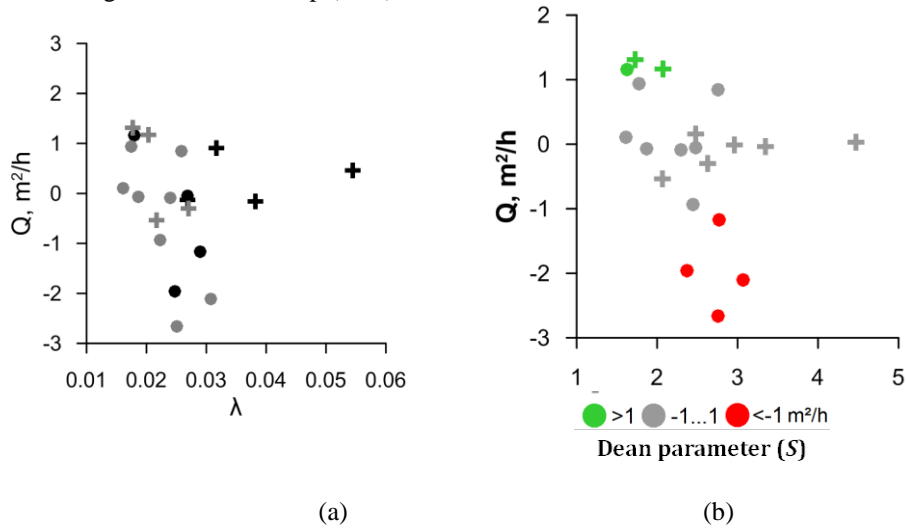 3
2
1
0
-1
-2
-3
Q, m²/h
0.01 0.02 0.03 0.04 0.05 0.06
λ
2
1
0
-1
-2
-3
Q, m²/h
1 2 3 4 5
>1 -1...1 <-1 m²/h
Dean parameter (S)
(a) (b)